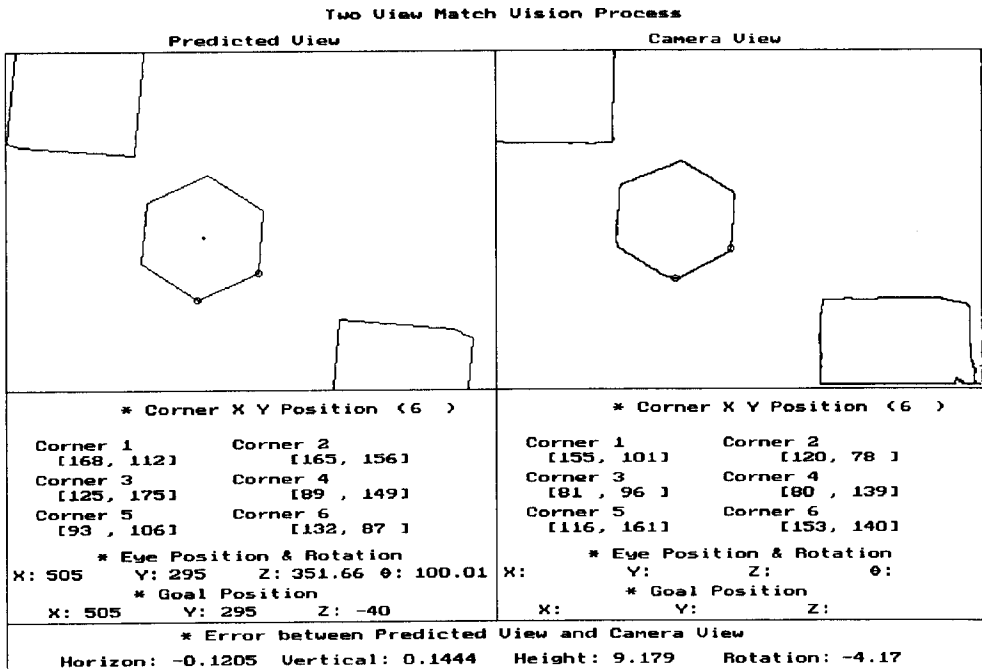 Two View Match Vision Process
Predicted View
Camera View
* Corner X Y Position (6 )
Corner 1 Corner 2
[168, 112] [165, 156]
Corner 3 Corner 4
[125, 175] [89 , 149]
Corner 5 Corner 6
[93 , 106] [132, 87 ]
* Eye Position & Rotation
X: 505 Y: 295 Z: 351.66 θ: 100.01
* Goal Position
X: 505 Y: 295 Z: -40
* Corner X Y Position (6 )
Corner 1 Corner 2
[155, 101] [120, 78 ]
Corner 3 Corner 4
[81 , 96 ] [80 , 139]
Corner 5 Corner 6
[116, 161] [153, 140]
* Eye Position & Rotation
X: Y: Z: θ:
* Goal Position
X: Y: Z:
* Error between Predicted View and Camera View
Horizon: -0.1205 Vertical: 0.1444 Height: 9.179 Rotation: -4.17